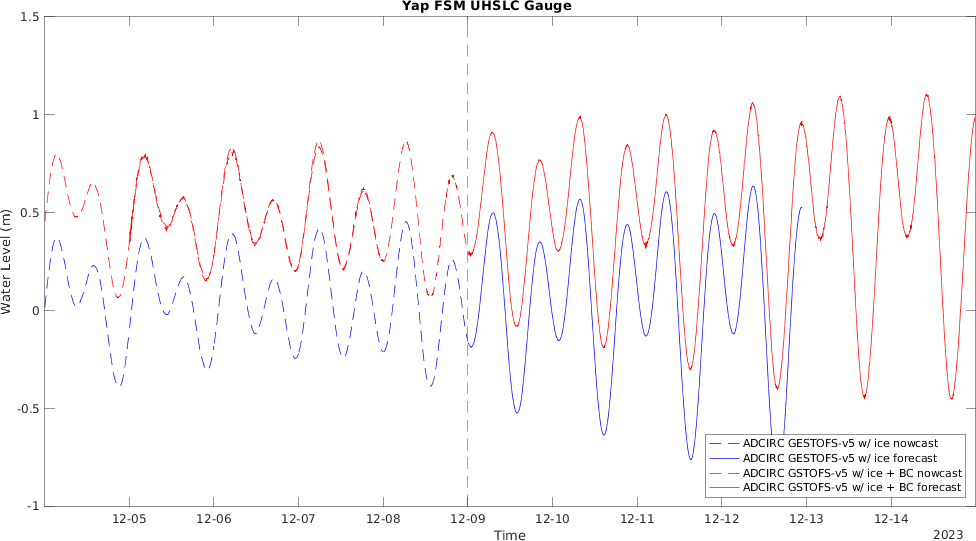 Yap FSM UHSLC Gauge
1.5
1
0.5
0
-0.5
-1
Water Level (m)
12-05 12-06 12-07 12-08 12-09 12-10 12-11 12-12 12-13 12-14
Time
2023
ADCIRC GESTOFS-v5 w/ ice nowcast
ADCIRC GESTOFS-v5 w/ ice forecast
ADCIRC GSTOFS-v5 w/ ice + BC nowcast
ADCIRC GSTOFS-v5 w/ ice + BC forecast